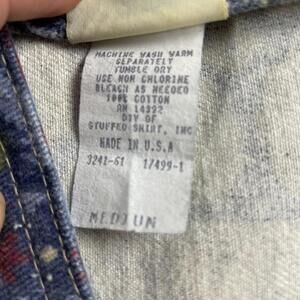 MACHINE WASH WARM
SEPARATELY
TUMBLE DRY
USE NON CHLORINE
BLEACH AS NEEDED
100% COTTON
RN 14392
DIV OF
STUFFED SHIRT, INC
MADE IN U.S.A
3241-61 17499-1
MEDIUM